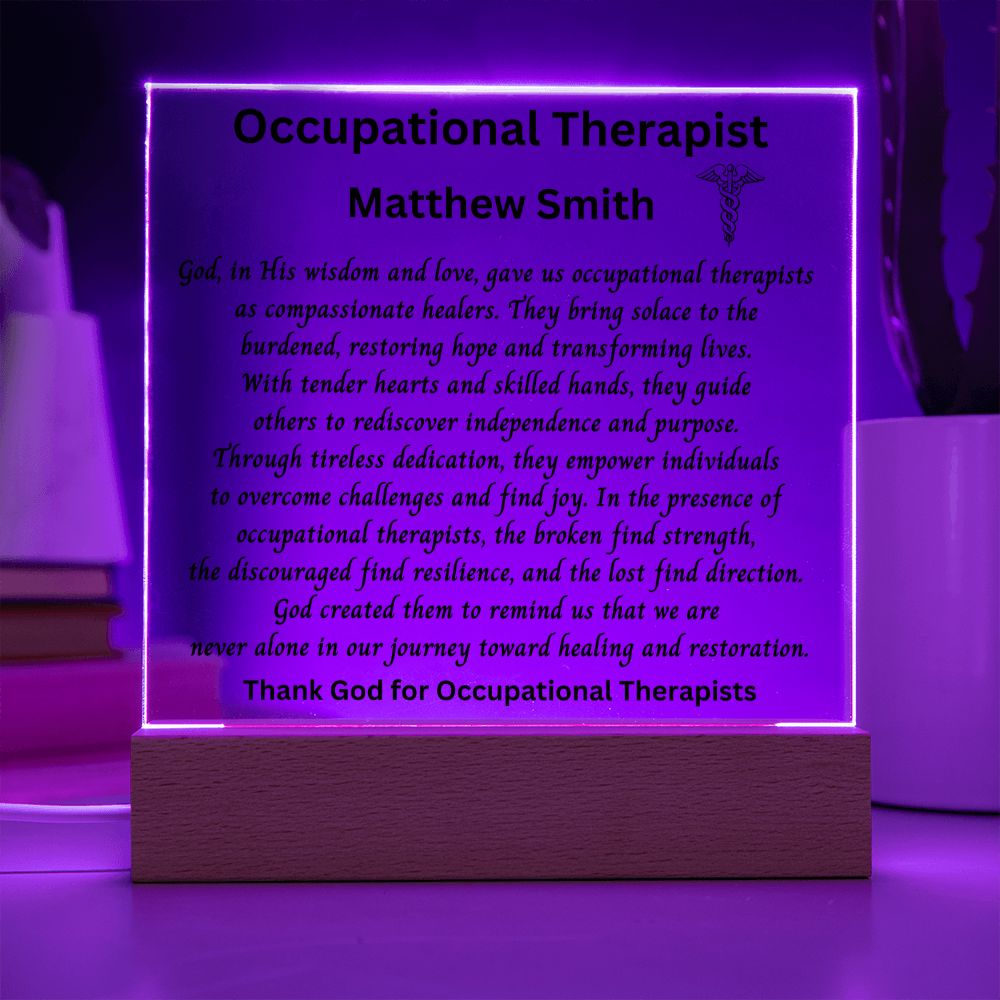 Occupational Therapist
Matthew Smith
God, in His wisdom and love, gave us occupational therapists
as compassionate healers. They bring solace to the
burdened, restoring hope and transforming lives.
With tender hearts and skilled hands, they guide
others to rediscover independence and purpose.
Through tireless dedication, they empower individuals
to overcome challenges and find joy. In the presence of
occupational therapists, the broken find strength,
the discouraged find resilience, and the lost find direction.
God created them to remind us that we are
never alone in our journey toward healing and restoration.
Thank God for Occupational Therapists